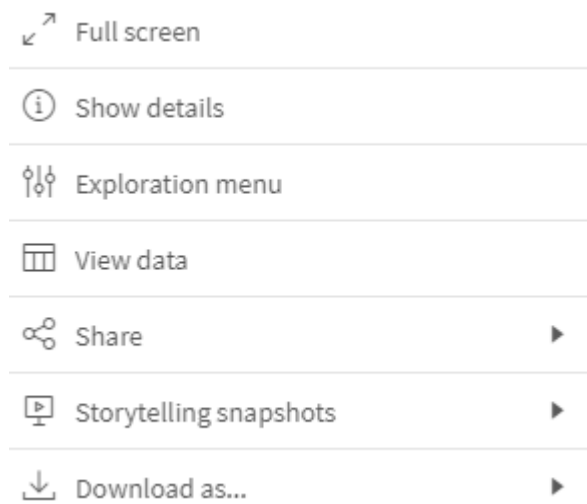 Full screen
Show details
Exploration menu
View data
Share
Storytelling snapshots
Download as...